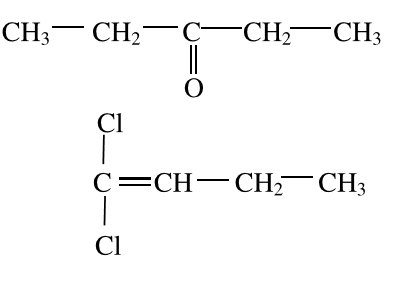 CH₃ — CH₂ — C — CH₂ — CH₃
O
Cl
C = CH — CH₂ — CH₃
Cl